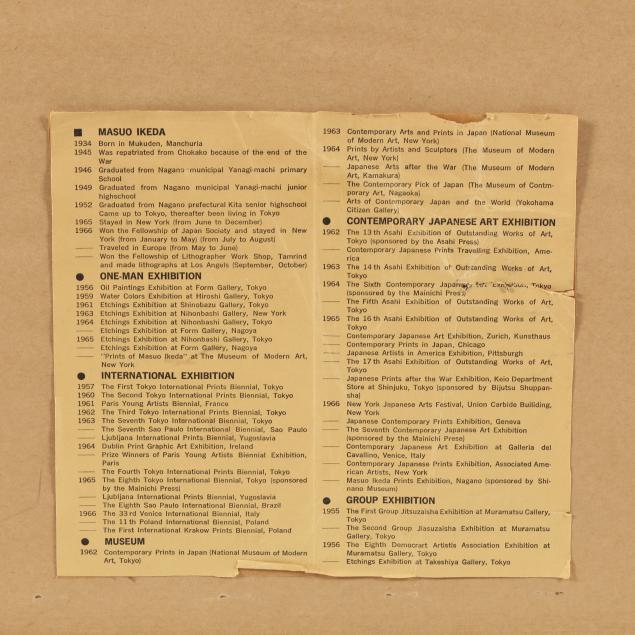 ■ MASUO IKEDA
1934 Born in Mukuden, Manchuria
1945 Was repatriated from Chokako because of the end of the
War
1946 Graduated from Nagano municipal Yanagi-machi primary
School
1949 Graduated from Nagano municipal Yanagi-machi junior
highschool
1952 Graduated from Nagano prefectural Kita senior highschool
Came up to Tokyo, thereafter been living in Tokyo
1965 Stayed in New York (from June to December)
1966 Won the Fellowship of Japan Society and stayed in New
York (from January to May) (from July to August)
—— Traveled in Europe (from May to June)
—— Won the Fellowship of Lithographer Work Shop, Tamrind
and made lithographs at Los Angels (September, October)
● ONE-MAN EXHIBITION
1956 Oil Paintings Exhibition at Form Gallery, Tokyo
1959 Water Colors Exhibition at Hiroshi Gallery, Tokyo
1961 Etchings Exhibition at Shinobazu Gallery, Tokyo
1963 Etchings Exhibition at Nihonbashi Gallery, New York
1964 Etchings Exhibition at Nihonbashi Gallery, Tokyo
—— Etchings Exhibition at Form Gallery, Nagoya
1965 Etchings Exhibition at Nihonbashi Gallery, Tokyo
—— Etchings Exhibition at Form Gallery, Nagoya
—— "Prints of Masuo Ikeda" at The Museum of Modern Art,
New York
● INTERNATIONAL EXHIBITION
1957 The First Tokyo International Prints Biennial, Tokyo
1960 The Second Tokyo International Prints Biennial, Tokyo
1961 Paris Young Artists Biennial, France
1962 The Third Tokyo International Prints Biennial, Tokyo
1963 The Seventh Tokyo International Prints Biennial, Tokyo
—— The Seventh Sao Paulo International Biennial, Sao Paulo
—— Ljubljana International Prints Biennial, Yugoslavia
1964 Dublin Print Graphic Art Exhibition, Ireland
—— Prize Winners of Paris Young Artists Biennial Exhibition,
Paris
—— The Fourth Tokyo International Prints Biennial, Tokyo
1965 The Eighth Tokyo International Prints, Tokyo (sponsored
by the Mainichi Press)
—— Ljubljana International Prints Biennial, Yugoslavia
—— The Eighth Sao Paulo International Biennial, Brazil
1966 The 33rd Venice International Biennial, Italy
—— The 11th Poland International Biennial, Poland
—— The First International Krakow Prints Biennial, Poland
● MUSEUM
1962 Contemporary Prints in Japan (National Museum of Modern
Art, Tokyo)
1963 Contemporary Arts and Prints in Japan (National Museum
of Modern Art, New York)
1964 Prints by Artists and Sculptors (The Museum of Modern
Art, New York)
—— Japanese Arts after the War (The Museum of Modern Art,
Kamakura)
—— The Contemporary Pick of Japan (The Museum of Contm-
porary Art, Nagaoka)
—— Arts of Contemporary Japan and the World (Yokohama
Citizen Gallery)
● CONTEMPORARY JAPANESE ART EXHIBITION
1962 The 13th Asahi Exhibition of Outstanding Works of Art,
Tokyo (sponsored by the Asahi Press)
—— Contemporary Japanese Prints Travelling Exhibition, Ame-
rica
1963 The 14th Asahi Exhibition of Outstanding Works of Art,
Tokyo
1964 The Sixth Contemporary Japanese Art Exhibition, Tokyo
(sponsored by the Mainichi Press)
—— The Fifth Asahi Exhibition of Outstanding Works of Art,
Tokyo
1965 The 16th Asahi Exhibition of Outstanding Works of Art,
Tokyo
—— Contemporary Japanese Art Exhibition, Zurich, Kunsthaus
—— Contemporary Prints in Japan, Chicago
—— Japanese Artists in America Exhibition, Pittsburgh
—— The 17th Asahi Exhibition of Outstanding Works of Art,
Tokyo
—— Japanese Prints after the War Exhibition, Keio Department
Store at Shinjuku, Tokyo (sponsored by Bijutsu Shuppan-
sha)
1966 New York Japanese Arts Festival, Union Carbide Building,
New York
—— Japanese Contemporary Prints, Geneva
—— The Seventh Contemporary Japanese Art Exhibition
(sponsored by the Mainichi Press)
—— Contemporary Japanese Art Exhibition at Galleria del
Cavallino, Venice, Italy
—— Contemporary Japanese Prints Exhibition, Associated Ame-
rican Artists, New York
—— Masuo Ikeda Prints Exhibition, Nagano (sponsored by Shi-
nano Museum)
● GROUP EXHIBITION
1955 The First Group Jitsuzaisha Exhibition at Muramatsu Callery,
Tokyo
—— The Second Group Jiasuzaisha Exhibition at Muramatsu
Gallery, Tokyo
1956 The Eighth Democrart Artistis Association Exhibition at
Muramatsu Gallery, Tokyo
—— Etchings Exhibition at Takeshiya Gallery, Tokyo